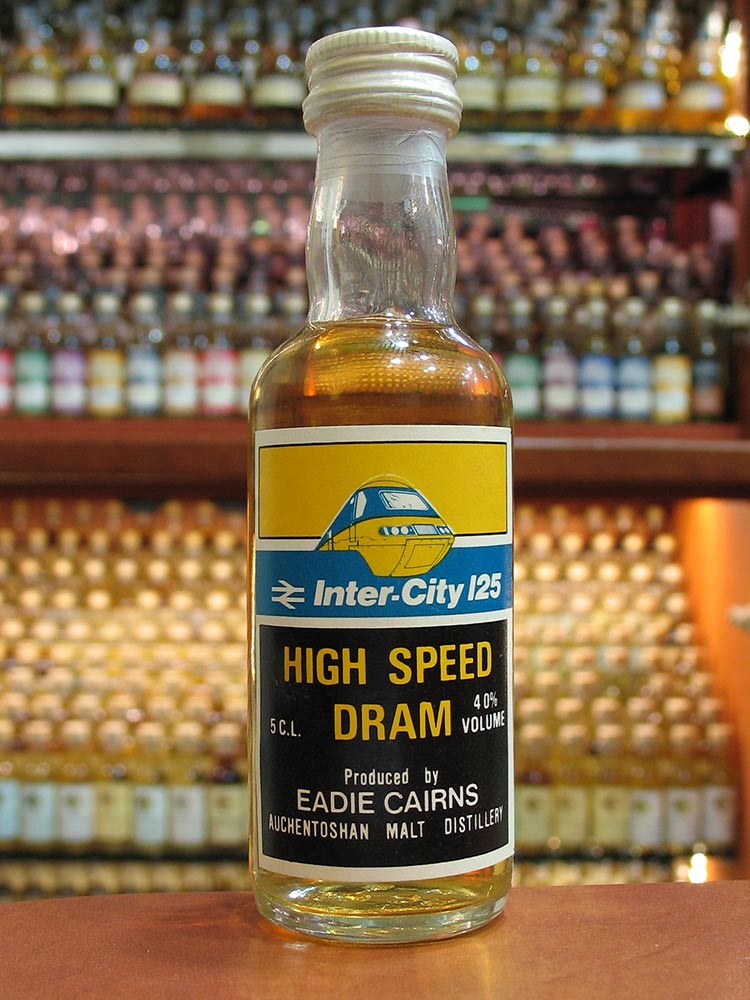 Inter-City 125
HIGH SPEED
5 C.L. DRAM 40% VOLUME
Produced by
EADIE CAIRNS
AUCHENTOSHAN MALT DISTILLERY